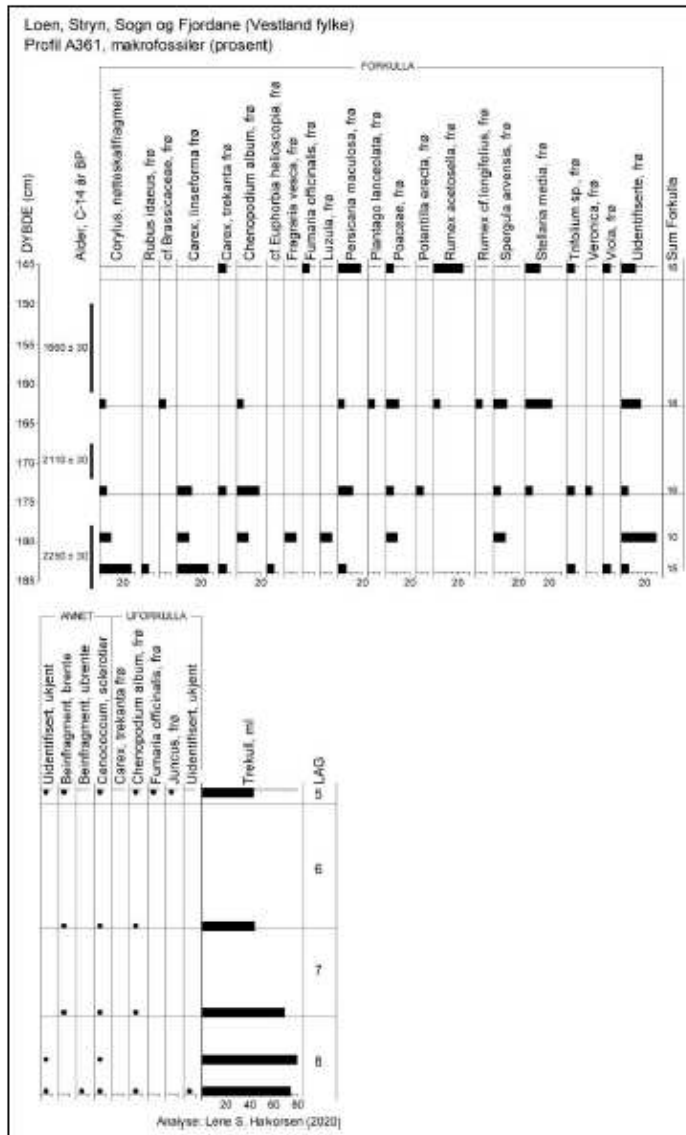 Loen, Stryn, Sogn og Fjordane (Vestland fylke)
Profil A361, makrofossiler (prosent)
FORKULLA
DYBDE (cm)
Alder, C-14 år BP
Corylus, nøtteskallfragment
Rubus idaeus, frø
cf Brassicaceae, frø
Carex, linseforma frø
Carex, trekanta frø
Chenopodium album, frø
cf Euphorbia helioscopia, frø
Fragraria vesca, frø
Fumaria officinalis, frø
Luzula, frø
Persicaria maculosa, frø
Plantago lanceolata, frø
Poaceae, frø
Potantilla erecta, frø
Rumex acetosella, frø
Rumex cf longifolius, frø
Spergula arvensis, frø
Stellaria media, frø
Trifolium sp., frø
Veronica, frø
Viola, frø
Uidentifiserte, frø
Sum Forkulla
145
150
155
160
165
170
175
180
185
1660 ± 30
2110 ± 30
10
20 20 20 20 20 20 20 20
ANNET UFORKULLA
Uidentifisert, ukjent
Beinfragment, brente
Beinfragment, ubrente
Cenococcum, sclerotier
Carex, trekanta frø
Chenopodium album, frø
Fumaria officinalis, frø
Juncus, frø
Uidentifisert, ukjent
Trekull, ml
LAG
5
6
7
8
20 40 60 80
Analyse: Lene S. Halvorsen (2020)